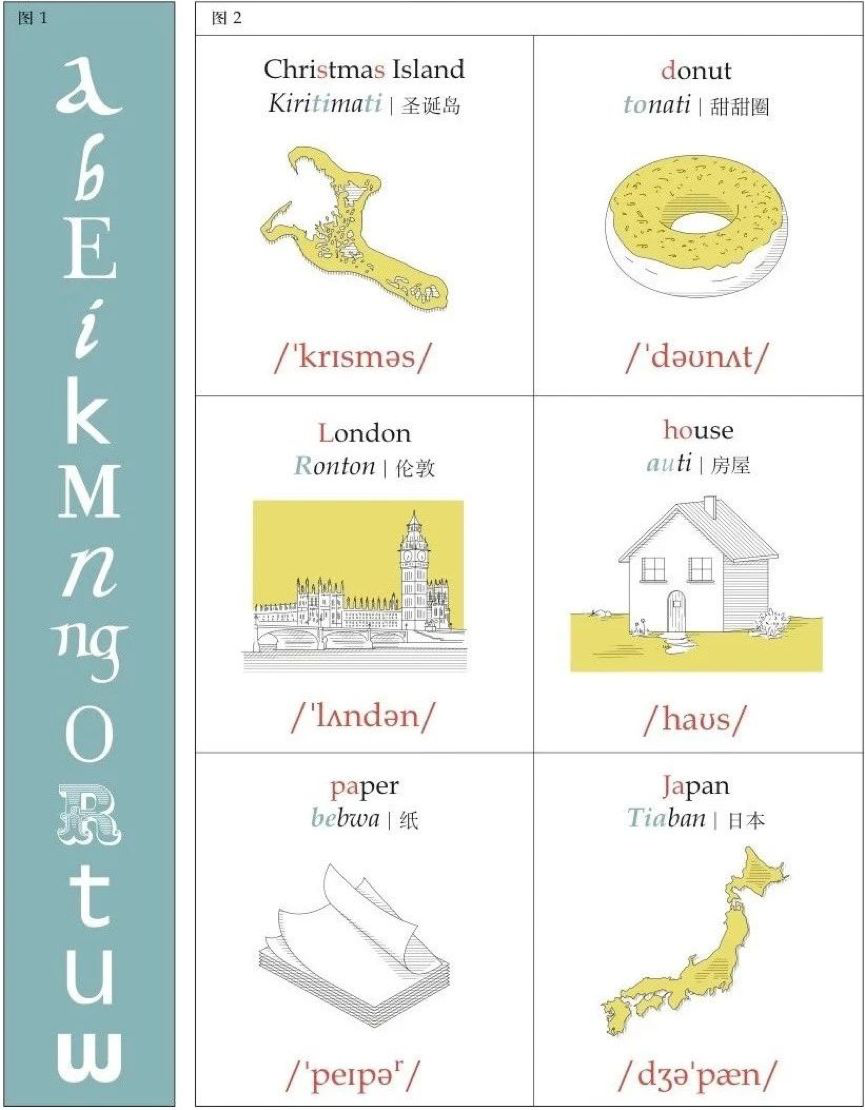 图 1
a
b
E
i
k
M
n
ng
O
R
t
u
w
图 2
Christmas Island
Kiritimati | 圣诞岛
/ˈkrɪsməs/
donut
tonati | 甜甜圈
/ˈdəʊnʌt/
London
Ronton | 伦敦
/ˈlʌndən/
house
auti | 房屋
/haʊs/
paper
bebwa | 纸
/ˈpeɪpəʳ/
Japan
Tiaban | 日本
/dʒəˈpæn/